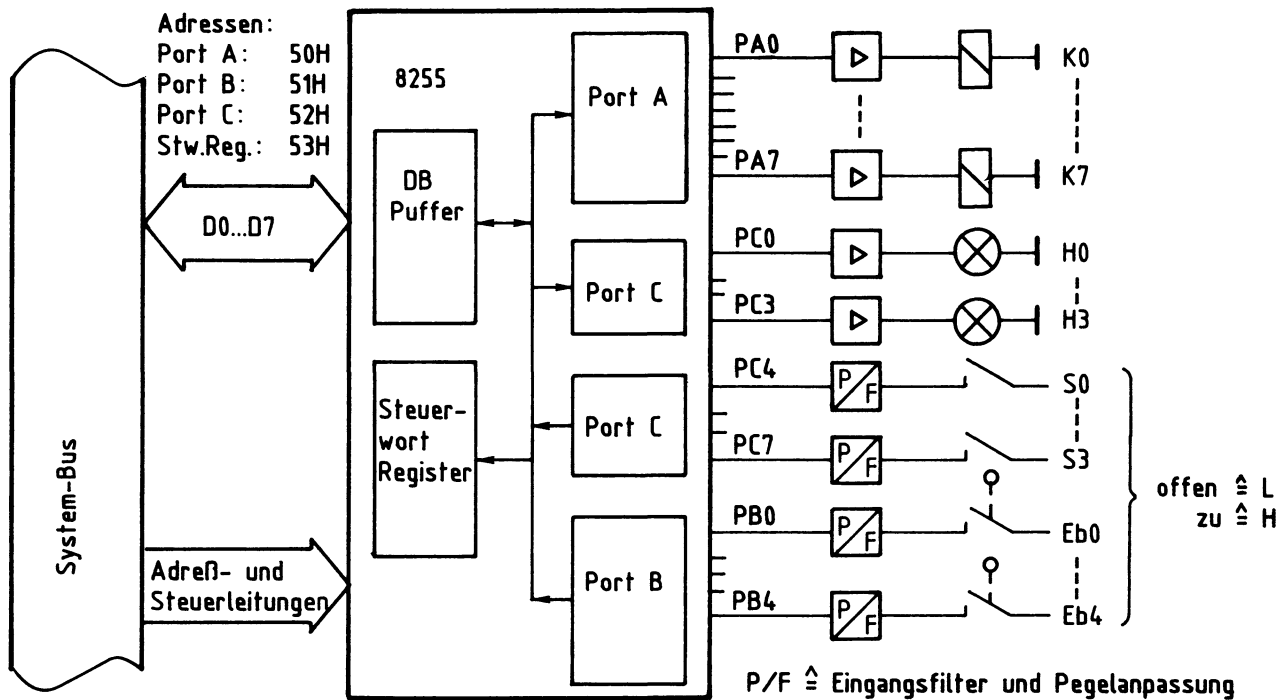 Adressen:
Port A: 50H
Port B: 51H
Port C: 52H
Stw.Reg.: 53H
D0...D7
System-Bus
Adreß- und
Steuerleitungen
8255
DB
Puffer
Steuer-
wort
Register
Port A
Port C
Port C
Port B
PA0
K0
PA7
K7
PC0
H0
PC3
H3
PC4
P/F
S0
PC7
P/F
S3
PB0
P/F
Eb0
PB4
P/F
Eb4
offen ≙ L
zu ≙ H
P/F ≙ Eingangsfilter und Pegelanpassung